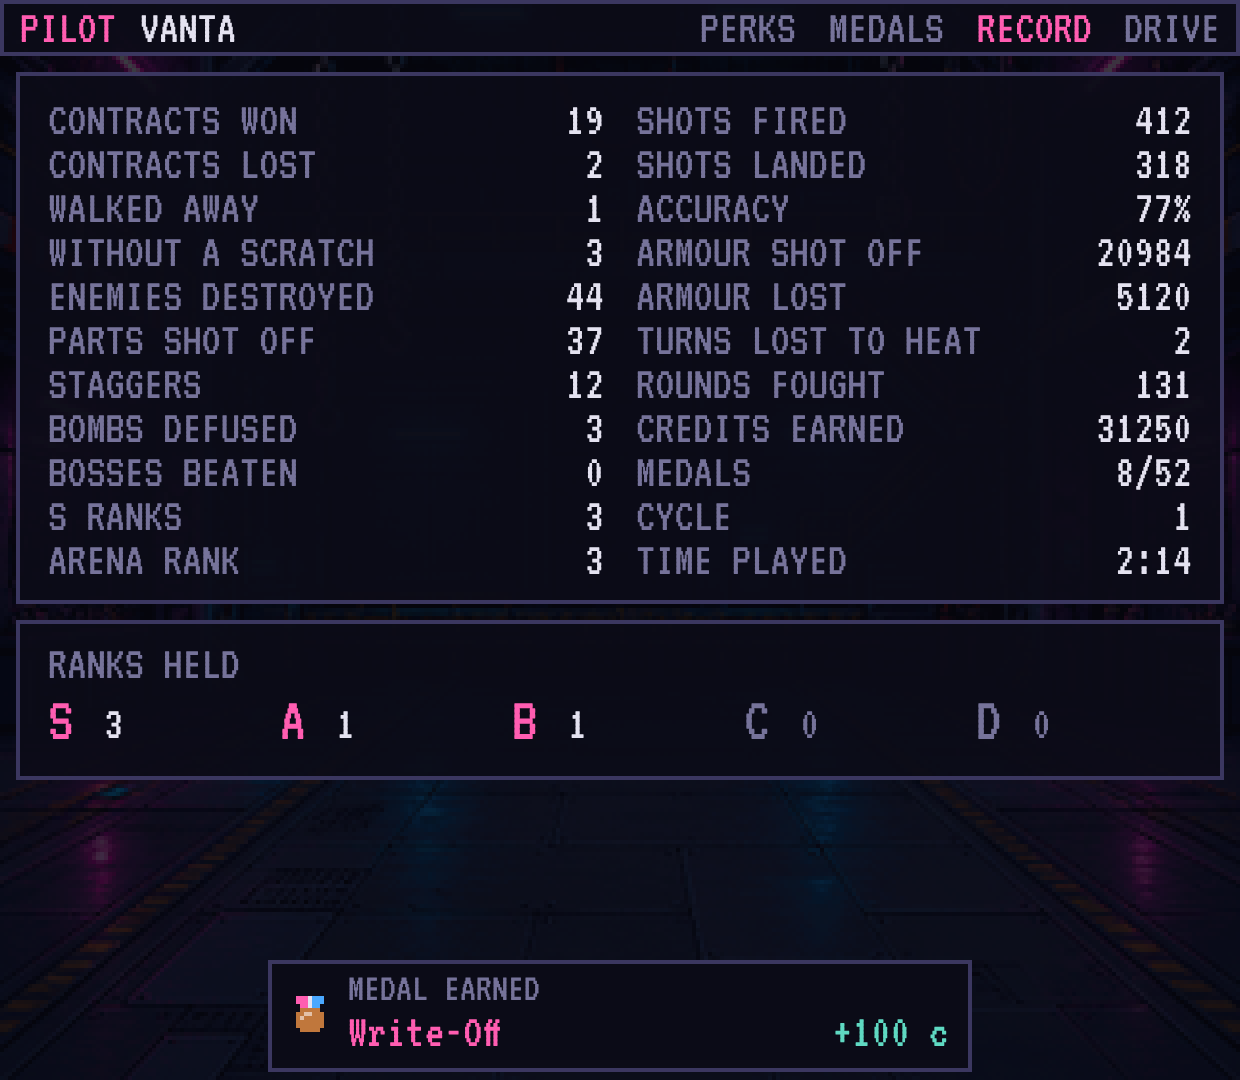 PILOT VANTA PERKS MEDALS RECORD DRIVE
CONTRACTS WON 19
CONTRACTS LOST 2
WALKED AWAY 1
WITHOUT A SCRATCH 3
ENEMIES DESTROYED 44
PARTS SHOT OFF 37
STAGGERS 12
BOMBS DEFUSED 3
BOSSES BEATEN 0
S RANKS 3
ARENA RANK 3
SHOTS FIRED 412
SHOTS LANDED 318
ACCURACY 77%
ARMOUR SHOT OFF 20984
ARMOUR LOST 5120
TURNS LOST TO HEAT 2
ROUNDS FOUGHT 131
CREDITS EARNED 31250
MEDALS 8/52
CYCLE 1
TIME PLAYED 2:14
RANKS HELD
S 3 A 1 B 1 C 0 D 0
MEDAL EARNED
Write-Off +100 c